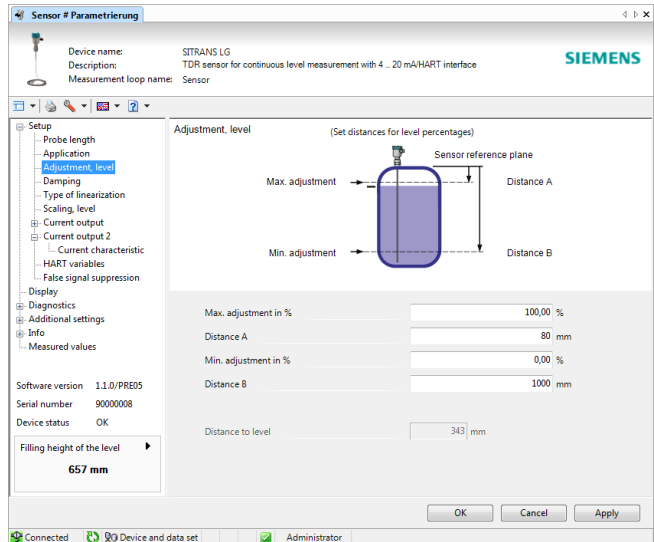 Sensor # Parametrierung
Device name: SITRANS LG
Description: TDR sensor for continuous level measurement with 4 .. 20 mA/HART interface
Measurement loop name: Sensor
SIEMENS
Setup
Probe length
Application
Adjustment, level
Damping
Type of linearization
Scaling, level
Current output
Current output 2
Current characteristic
HART variables
False signal suppression
Display
Diagnostics
Additional settings
Info
Measured values
Software version 1.1.0/PRE05
Serial number 90000008
Device status OK
Filling height of the level
657 mm
Adjustment, level
(Set distances for level percentages)
Sensor reference plane
Max. adjustment
Distance A
Min. adjustment
Distance B
Max. adjustment in % 100,00 %
Distance A 80 mm
Min. adjustment in % 0,00 %
Distance B 1000 mm
Distance to level 343 mm
OK Cancel Apply
Connected Device and data set Administrator